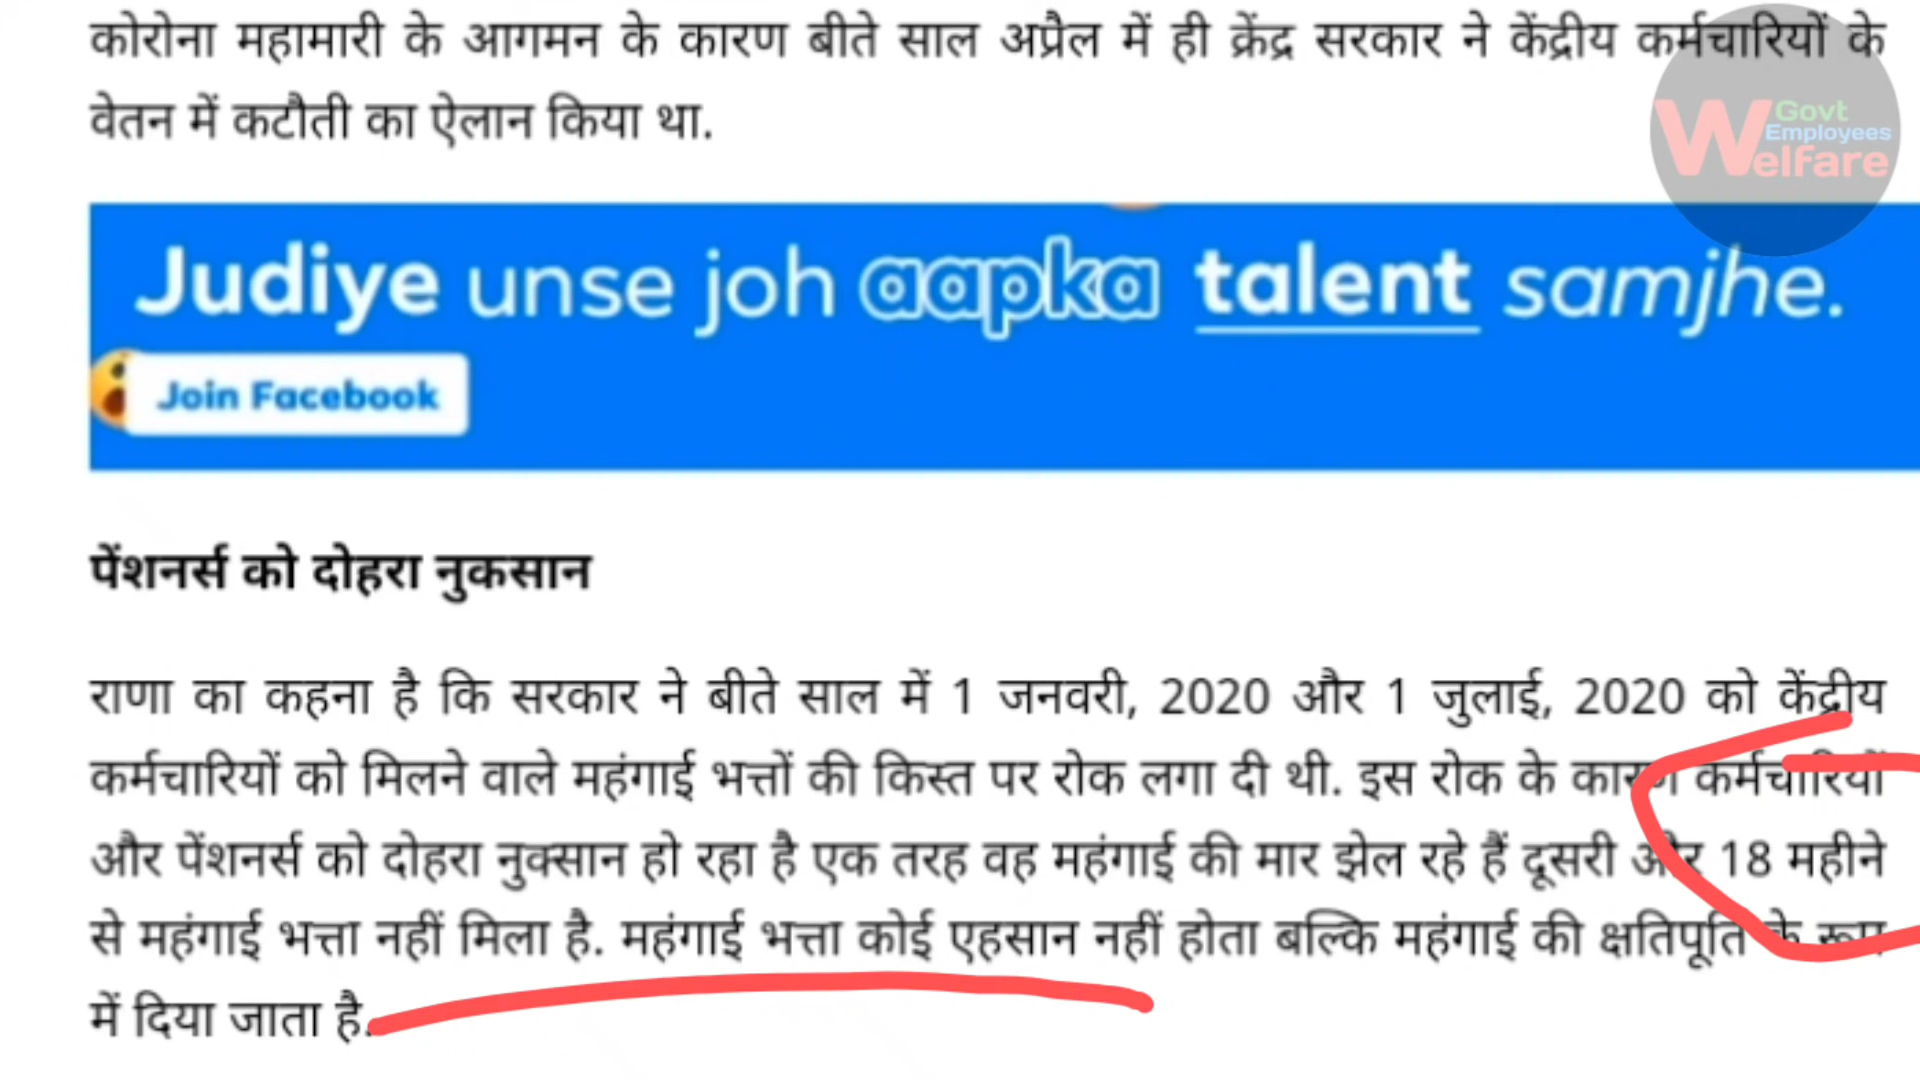 कोरोना महामारी के आगमन के कारण बीते साल अप्रैल में ही क्रेंद्र सरकार ने केंद्रीय कर्मचारियों के
वेतन में कटौती का ऐलान किया था.
Govt
Employees
Welfare
Judiye unse joh aapka talent samjhe.
Join Facebook
पेंशनर्स को दोहरा नुकसान
राणा का कहना है कि सरकार ने बीते साल में 1 जनवरी, 2020 और 1 जुलाई, 2020 को केंद्रीय
कर्मचारियों को मिलने वाले महंगाई भत्तों की किस्त पर रोक लगा दी थी. इस रोक के कारण कर्मचारियों
और पेंशनर्स को दोहरा नुक्सान हो रहा है एक तरह वह महंगाई की मार झेल रहे हैं दूसरी और 18 महीने
से महंगाई भत्ता नहीं मिला है. महंगाई भत्ता कोई एहसान नहीं होता बल्कि महंगाई की क्षतिपूर्ति के रूप
में दिया जाता है.